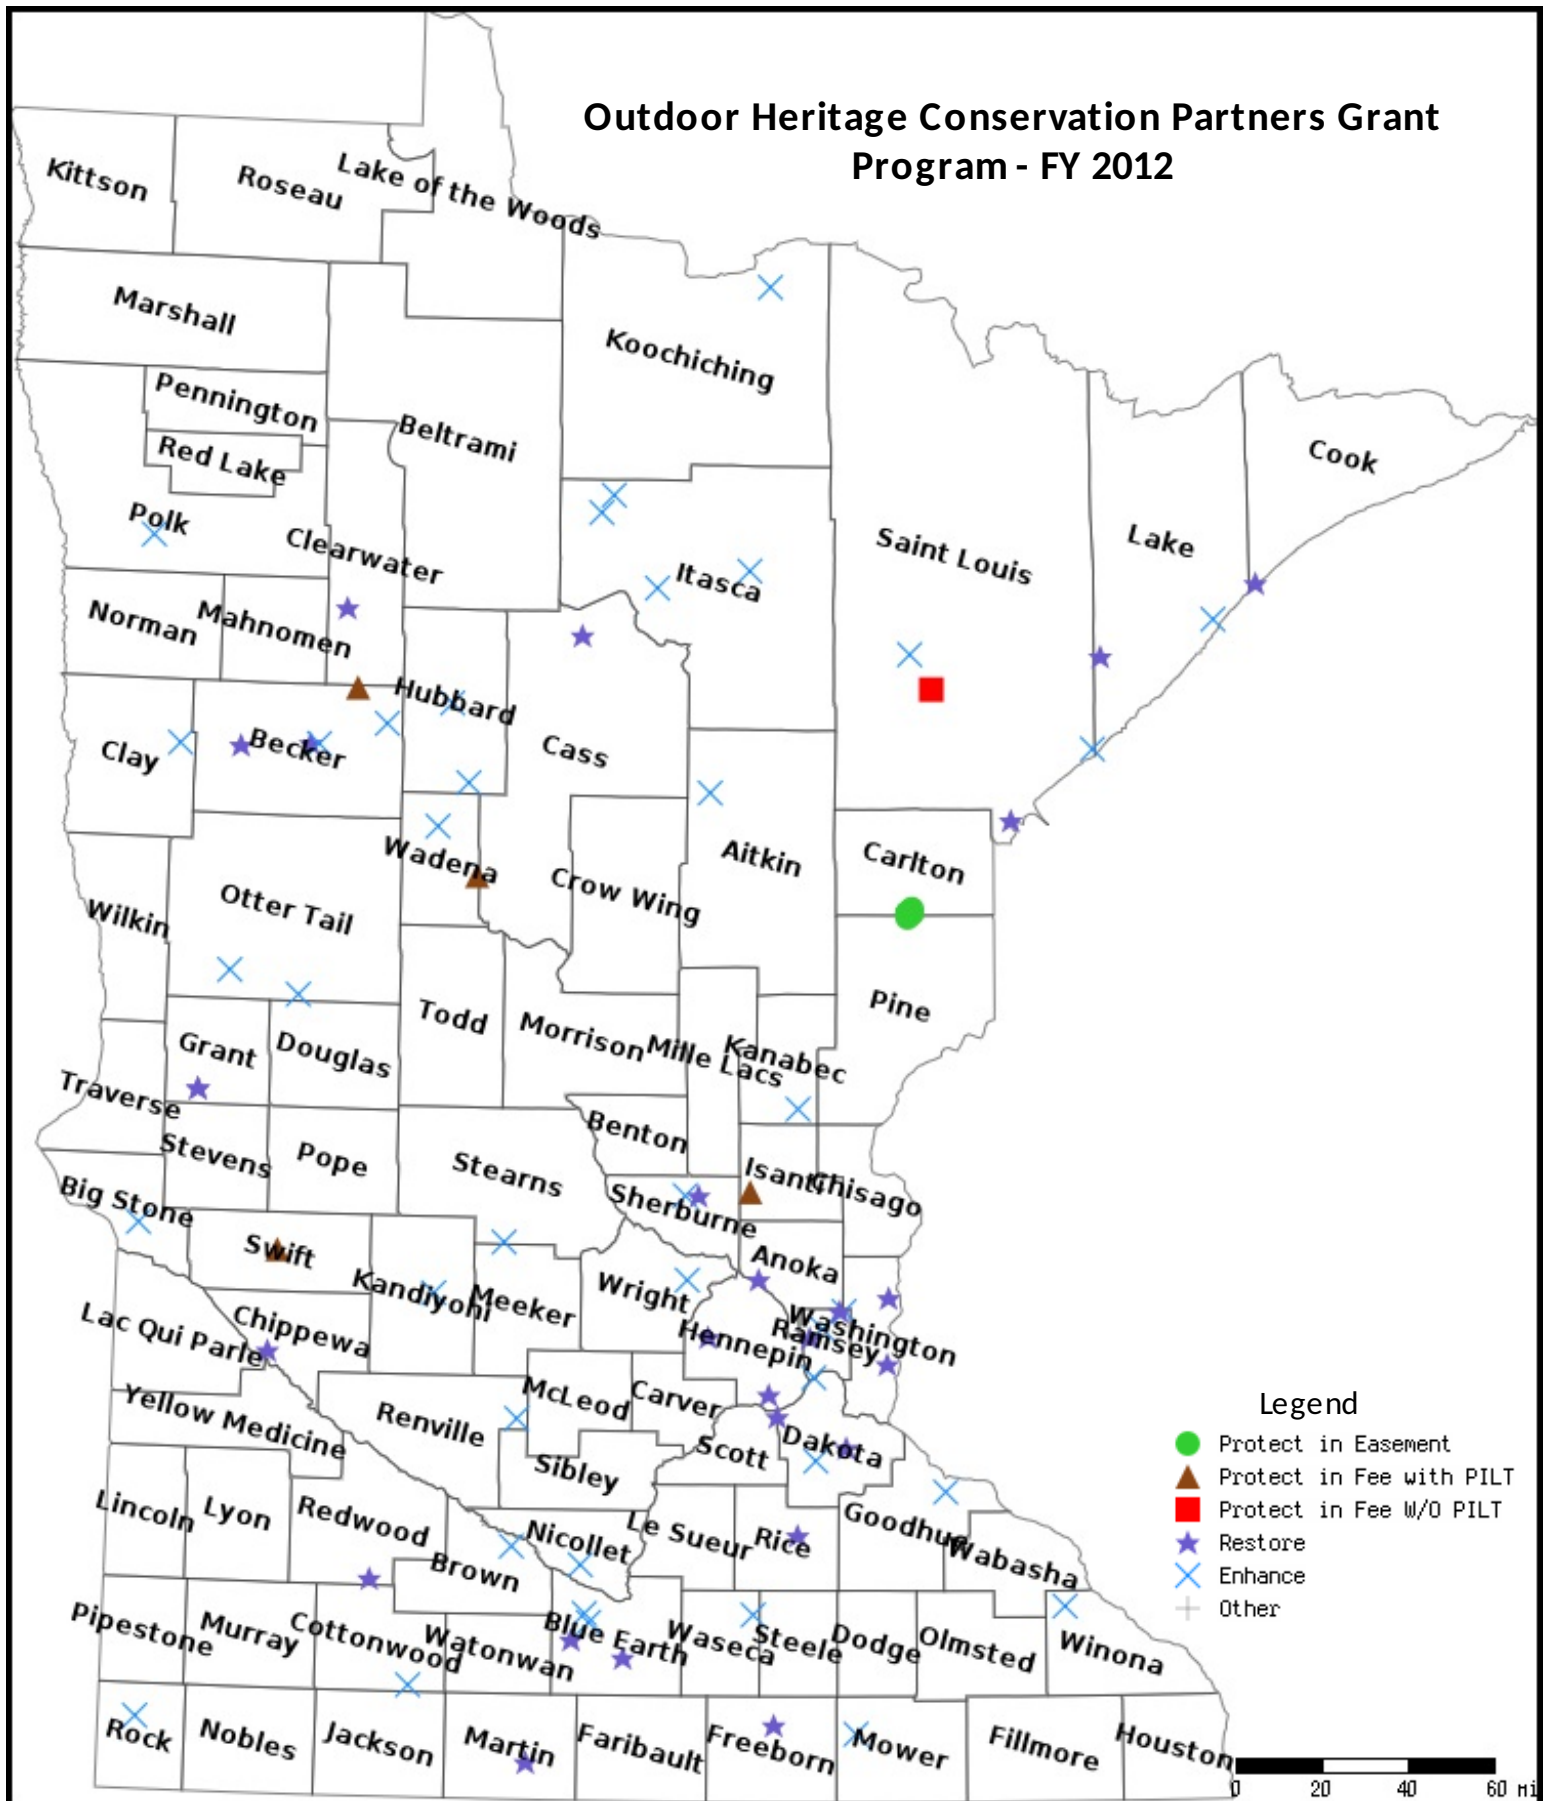 Outdoor Heritage Conservation Partners Grant
Program - FY 2012
Kittson
Roseau
Lake of the Woods
Marshall
Koochiching
Pennington
Beltrami
Red Lake
Cook
Polk
Clearwater
Saint Louis
Lake
Itasca
Norman
Mahnomen
Hubbard
Clay
Becker
Cass
Wadena
Aitkin
Carlton
Otter Tail
Crow Wing
Wilkin
Pine
Todd
Morrison
Grant
Douglas
Mille Lacs
Kanabec
Traverse
Benton
Stevens
Pope
Stearns
Isanti
Chisago
Big Stone
Sherburne
Swift
Anoka
Kandiyohi
Meeker
Wright
Lac Qui Parle
Chippewa
Hennepin
Ramsey
Washington
Yellow Medicine
Renville
McLeod
Carver
Scott
Dakota
Sibley
Lincoln
Lyon
Redwood
Nicollet
Le Sueur
Rice
Goodhue
Wabasha
Brown
Pipestone
Murray
Cottonwood
Watonwan
Blue Earth
Waseca
Steele
Dodge
Olmsted
Winona
Rock
Nobles
Jackson
Martin
Faribault
Freeborn
Mower
Fillmore
Houston
Legend
Protect in Easement
Protect in Fee with PILT
Protect in Fee W/O PILT
Restore
Enhance
Other
0 20 40 60 mi